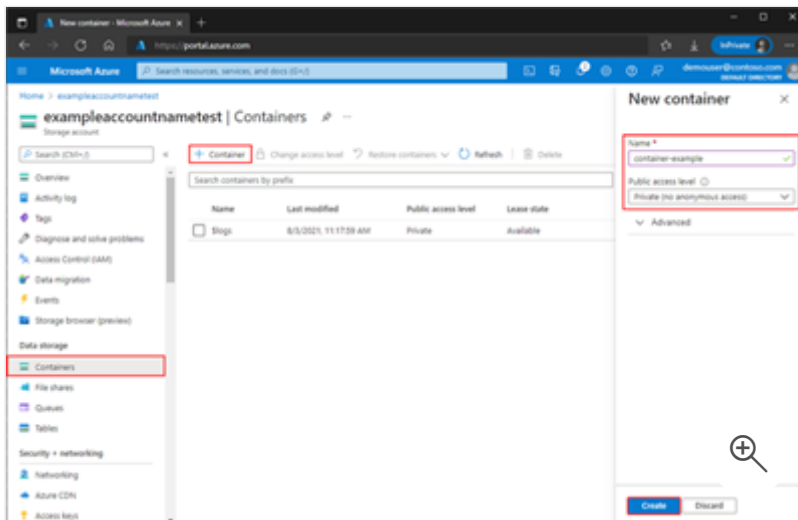 New container - Microsoft Azure
https://portal.azure.com
InPrivate
Microsoft Azure
Search resources, services, and docs (G+/)
demouser@contoso.com
DEFAULT DIRECTORY
Home > exampleaccountnametest
exampleaccountnametest | Containers
Storage account
Search (Ctrl+/)
Overview
Activity log
Tags
Diagnose and solve problems
Access Control (IAM)
Data migration
Events
Storage browser (preview)
Data storage
Containers
File shares
Queues
Tables
Security + networking
Networking
Azure CDN
Access keys
+ Container
Change access level
Restore containers
Refresh
Delete
Search containers by prefix
Name Last modified Public access level Lease state
$logs 8/3/2021, 11:17:59 AM Private Available
New container
Name *
container-example
Public access level
Private (no anonymous access)
Advanced
Create
Discard